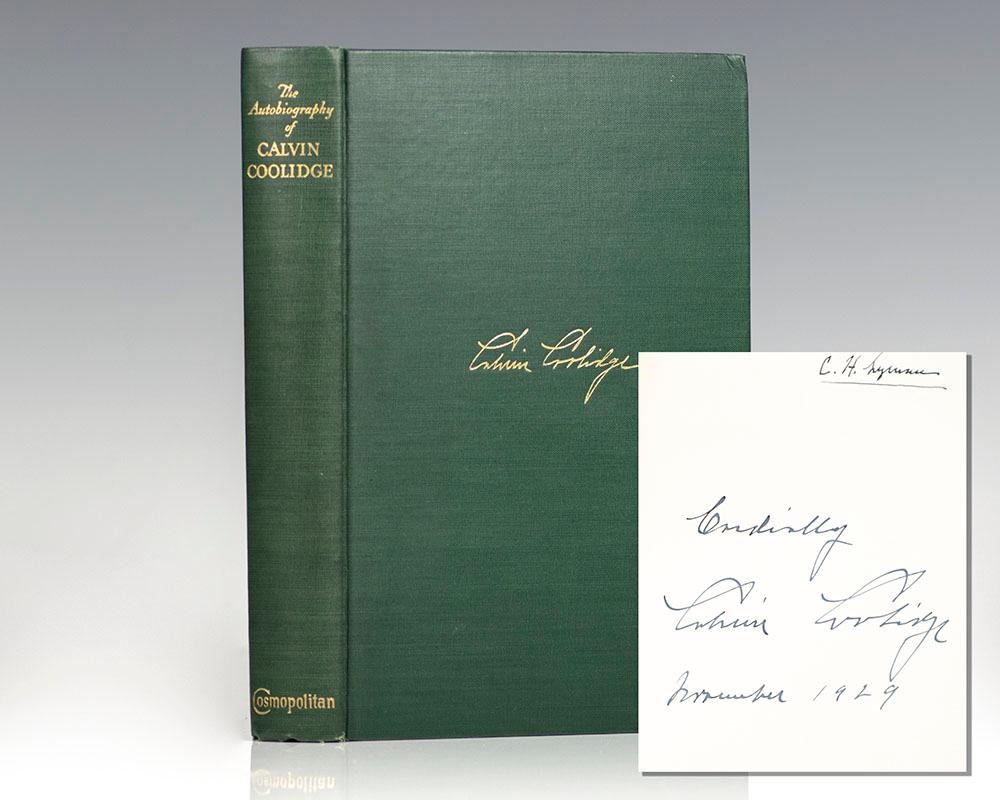 The
Autobiography
of
CALVIN
COOLIDGE
Cosmopolitan
Calvin Coolidge
C. H. Lyman
Cordially
Calvin Coolidge
November 1929